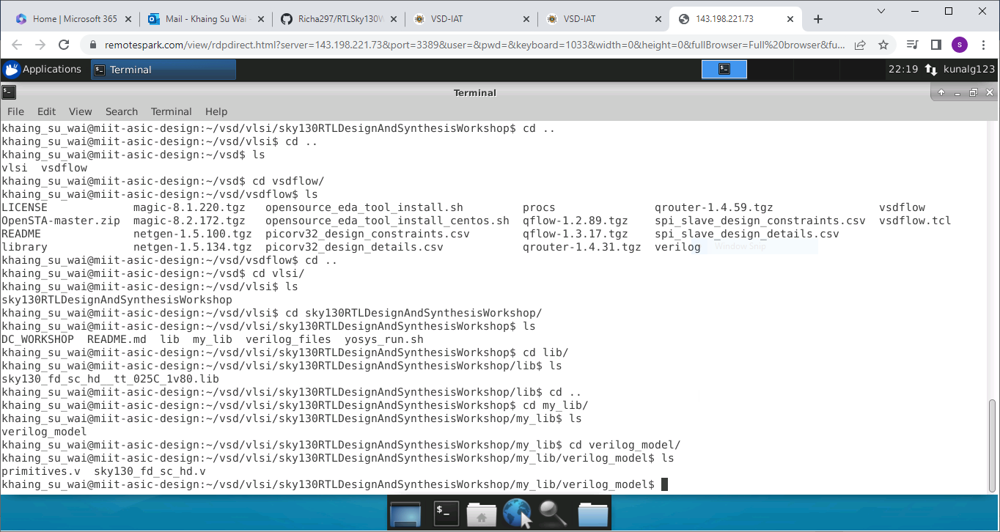 Home | Microsoft 365
Mail - Khaing Su Wai -
Richa297/RTLSky130W
VSD-IAT
VSD-IAT
143.198.221.73
remotespark.com/view/rdpdirect.html?server=143.198.221.73&port=3389&user=&pwd=&keyboard=1033&width=0&height=0&fullBrowser=Full%20browser&fu...
S
Applications
Terminal
22:19
kunalg123
Terminal
File Edit View Search Terminal Help
khaing_su_wai@miit-asic-design:~/vsd/vlsi/sky130RTLDesignAndSynthesisWorkshop$ cd ..
khaing_su_wai@miit-asic-design:~/vsd/vlsi$ cd ..
khaing_su_wai@miit-asic-design:~/vsd$ ls
vlsi  vsdflow
khaing_su_wai@miit-asic-design:~/vsd$ cd vsdflow/
khaing_su_wai@miit-asic-design:~/vsd/vsdflow$ ls
LICENSE             magic-8.1.220.tgz   opensource_eda_tool_install.sh         procs               qrouter-1.4.59.tgz                vsdflow
OpenSTA-master.zip  magic-8.2.172.tgz   opensource_eda_tool_install_centos.sh  qflow-1.2.89.tgz    spi_slave_design_constraints.csv  vsdflow.tcl
README              netgen-1.5.100.tgz  picorv32_design_constraints.csv        qflow-1.3.17.tgz    spi_slave_design_details.csv
library             netgen-1.5.134.tgz  picorv32_design_details.csv            qrouter-1.4.31.tgz  verilog
Window Snip
khaing_su_wai@miit-asic-design:~/vsd/vsdflow$ cd ..
khaing_su_wai@miit-asic-design:~/vsd$ cd vlsi/
khaing_su_wai@miit-asic-design:~/vsd/vlsi$ ls
sky130RTLDesignAndSynthesisWorkshop
khaing_su_wai@miit-asic-design:~/vsd/vlsi$ cd sky130RTLDesignAndSynthesisWorkshop/
khaing_su_wai@miit-asic-design:~/vsd/vlsi/sky130RTLDesignAndSynthesisWorkshop$ ls
DC_WORKSHOP  README.md  lib  my_lib  verilog_files  yosys_run.sh
khaing_su_wai@miit-asic-design:~/vsd/vlsi/sky130RTLDesignAndSynthesisWorkshop$ cd lib/
khaing_su_wai@miit-asic-design:~/vsd/vlsi/sky130RTLDesignAndSynthesisWorkshop/lib$ ls
sky130_fd_sc_hd__tt_025C_1v80.lib
khaing_su_wai@miit-asic-design:~/vsd/vlsi/sky130RTLDesignAndSynthesisWorkshop/lib$ cd ..
khaing_su_wai@miit-asic-design:~/vsd/vlsi/sky130RTLDesignAndSynthesisWorkshop$ cd my_lib/
khaing_su_wai@miit-asic-design:~/vsd/vlsi/sky130RTLDesignAndSynthesisWorkshop/my_lib$ ls
verilog_model
khaing_su_wai@miit-asic-design:~/vsd/vlsi/sky130RTLDesignAndSynthesisWorkshop/my_lib$ cd verilog_model/
khaing_su_wai@miit-asic-design:~/vsd/vlsi/sky130RTLDesignAndSynthesisWorkshop/my_lib/verilog_model$ ls
primitives.v  sky130_fd_sc_hd.v
khaing_su_wai@miit-asic-design:~/vsd/vlsi/sky130RTLDesignAndSynthesisWorkshop/my_lib/verilog_model$